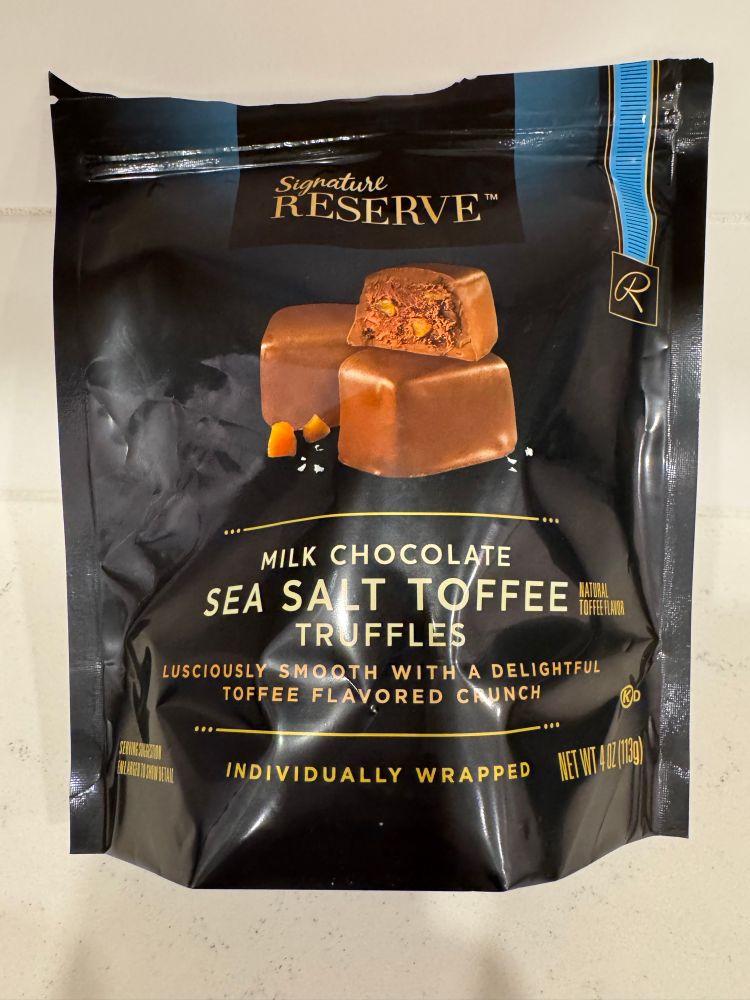 Signature
RESERVE™
R
MILK CHOCOLATE
SEA SALT TOFFEE
NATURAL
TOFFEE FLAVOR
TRUFFLES
LUSCIOUSLY SMOOTH WITH A DELIGHTFUL
TOFFEE FLAVORED CRUNCH
K D
SERVING SUGGESTION
ENLARGED TO SHOW DETAIL
INDIVIDUALLY WRAPPED
NET WT 4 OZ (113g)